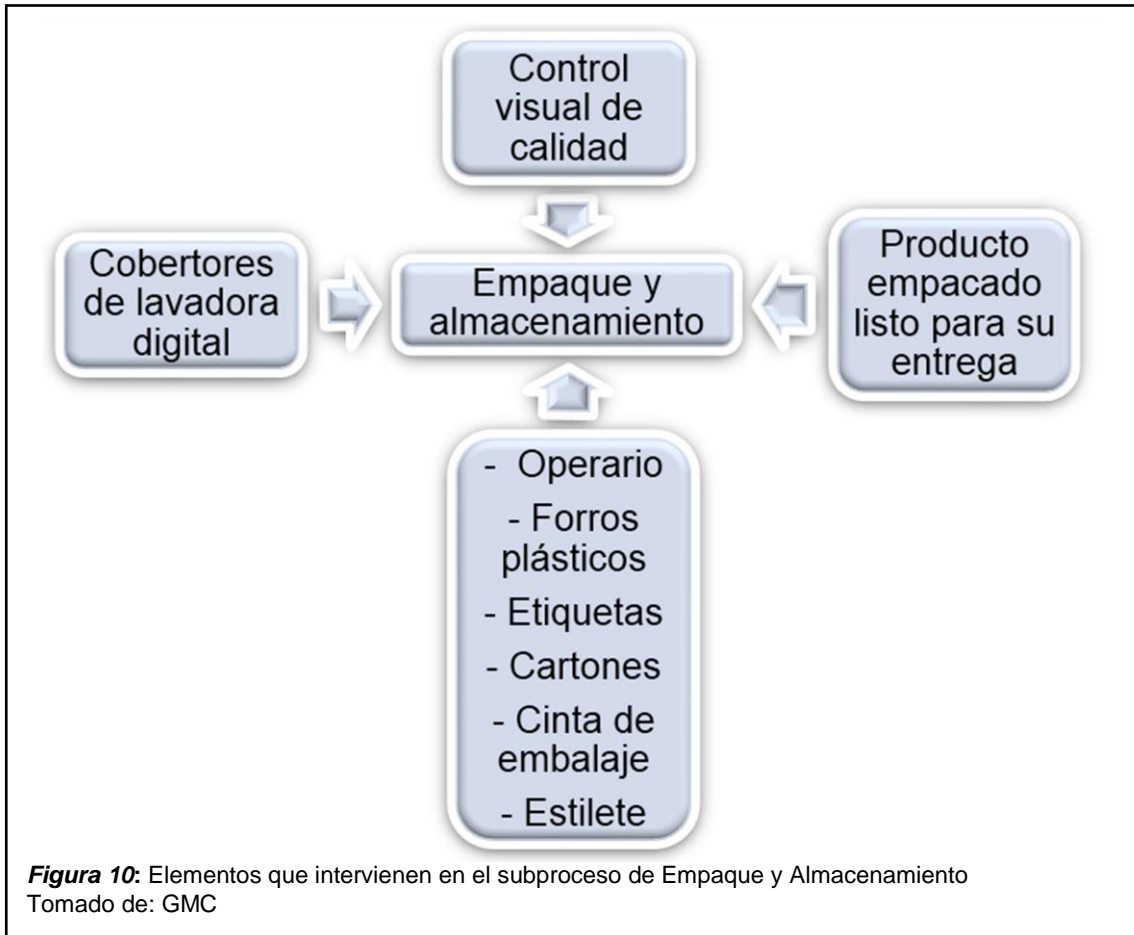 Control
visual de
calidad
Cobertores
de lavadora
digital
Empaque y
almacenamiento
Producto
empacado
listo para su
entrega
- Operario
- Forros
plásticos
- Etiquetas
- Cartones
- Cinta de
embalaje
- Estilete
Figura 10: Elementos que intervienen en el subproceso de Empaque y Almacenamiento
Tomado de: GMC